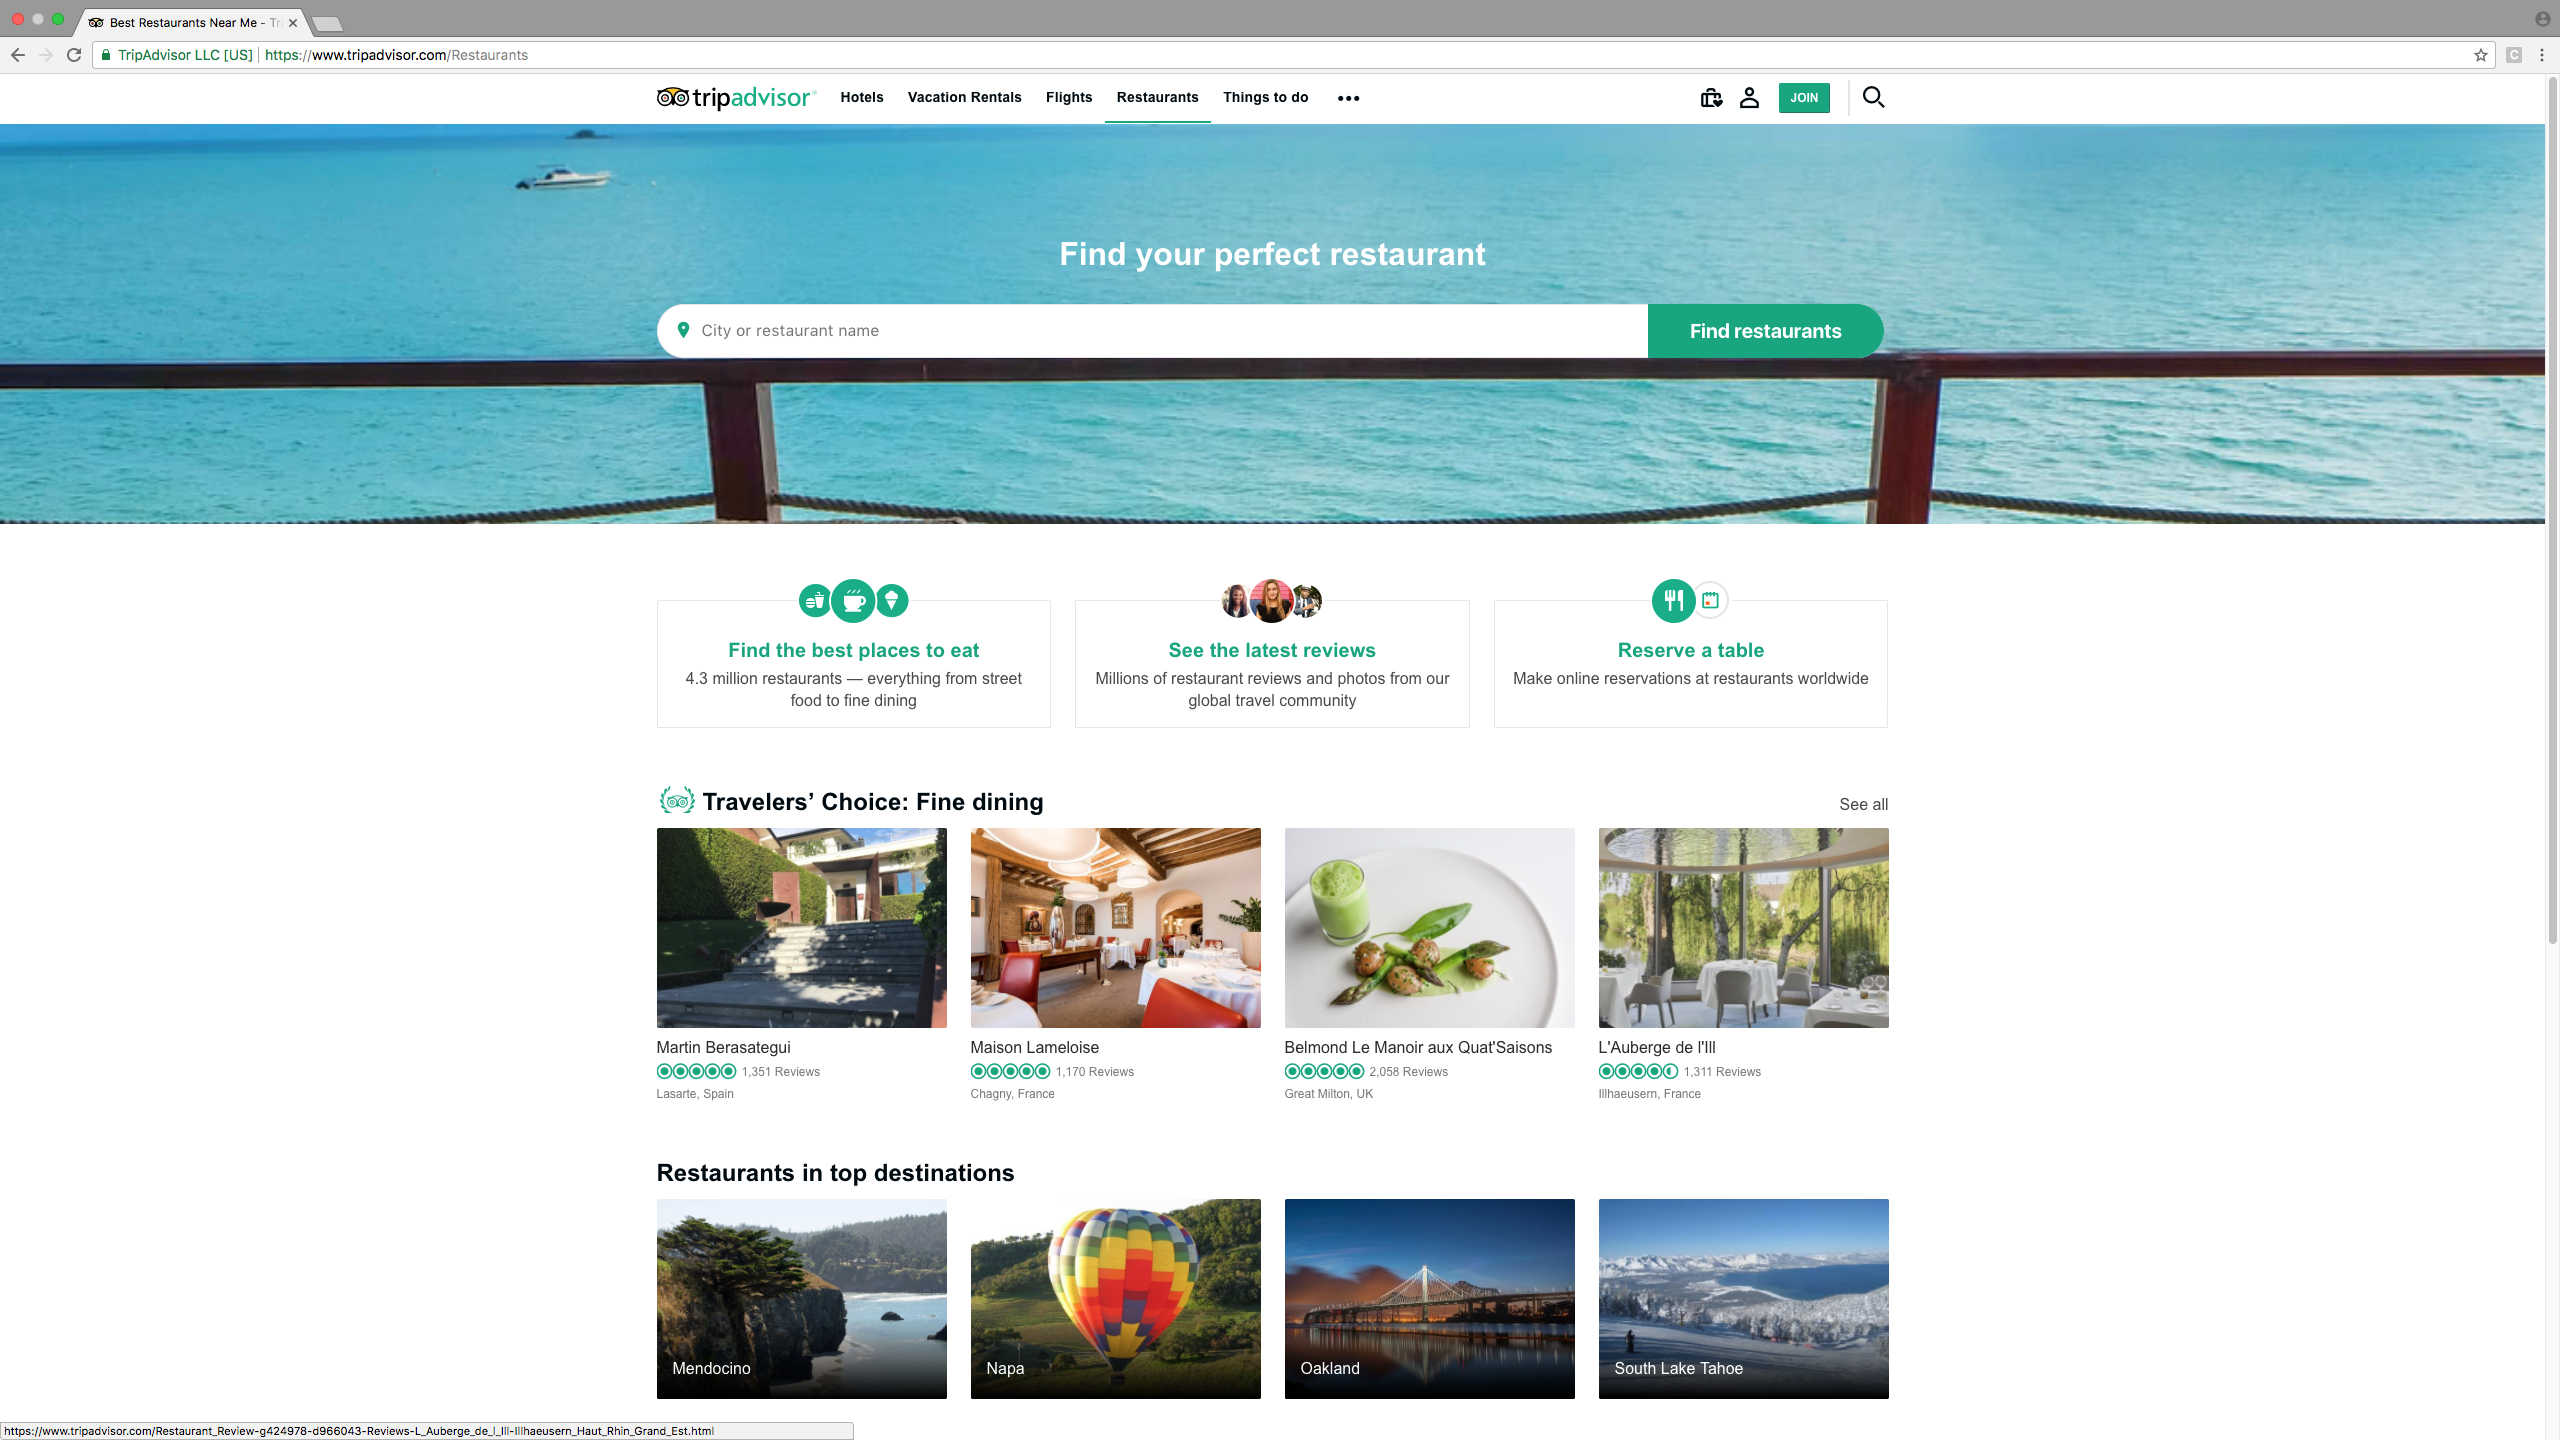 Best Restaurants Near Me - Tri
TripAdvisor LLC [US] https://www.tripadvisor.com/Restaurants
C
tripadvisor Hotels Vacation Rentals Flights Restaurants Things to do JOIN
Find your perfect restaurant
City or restaurant name Find restaurants
Find the best places to eat
4.3 million restaurants — everything from street
food to fine dining
See the latest reviews
Millions of restaurant reviews and photos from our
global travel community
Reserve a table
Make online reservations at restaurants worldwide
Travelers’ Choice: Fine dining See all
Martin Berasategui
1,351 Reviews
Lasarte, Spain
Maison Lameloise
1,170 Reviews
Chagny, France
Belmond Le Manoir aux Quat'Saisons
2,058 Reviews
Great Milton, UK
L'Auberge de l'Ill
1,311 Reviews
Illhaeusern, France
Restaurants in top destinations
Mendocino
Napa
Oakland
South Lake Tahoe
https://www.tripadvisor.com/Restaurant_Review-g424978-d966043-Reviews-L_Auberge_de_l_Ill-Illhaeusern_Haut_Rhin_Grand_Est.html